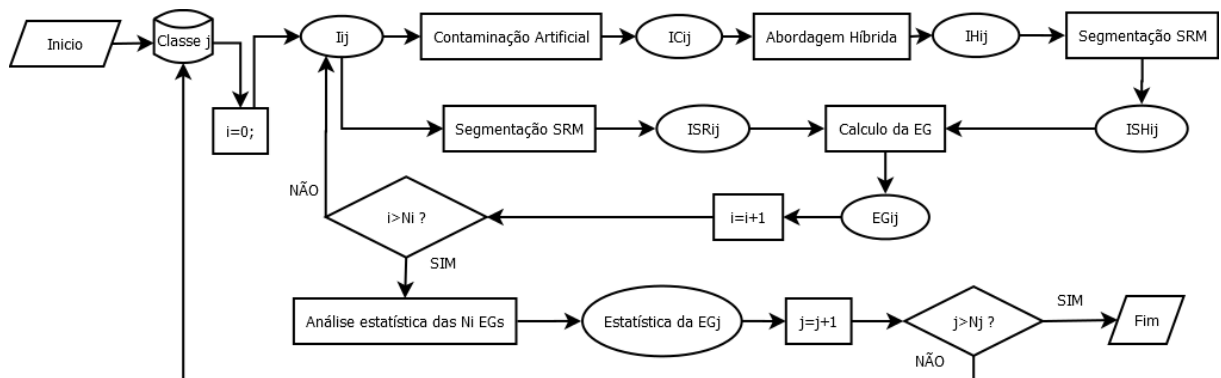 Inicio
Classe j
i=0;
Iij
Contaminação Artificial
ICij
Abordagem Híbrida
IHij
Segmentação SRM
Segmentação SRM
ISRij
Calculo da EG
ISHij
NÃO
i>Ni ?
i=i+1
EGij
SIM
Análise estatística das Ni EGs
Estatística da EGj
j=j+1
j>Nj ?
SIM
Fim
NÃO